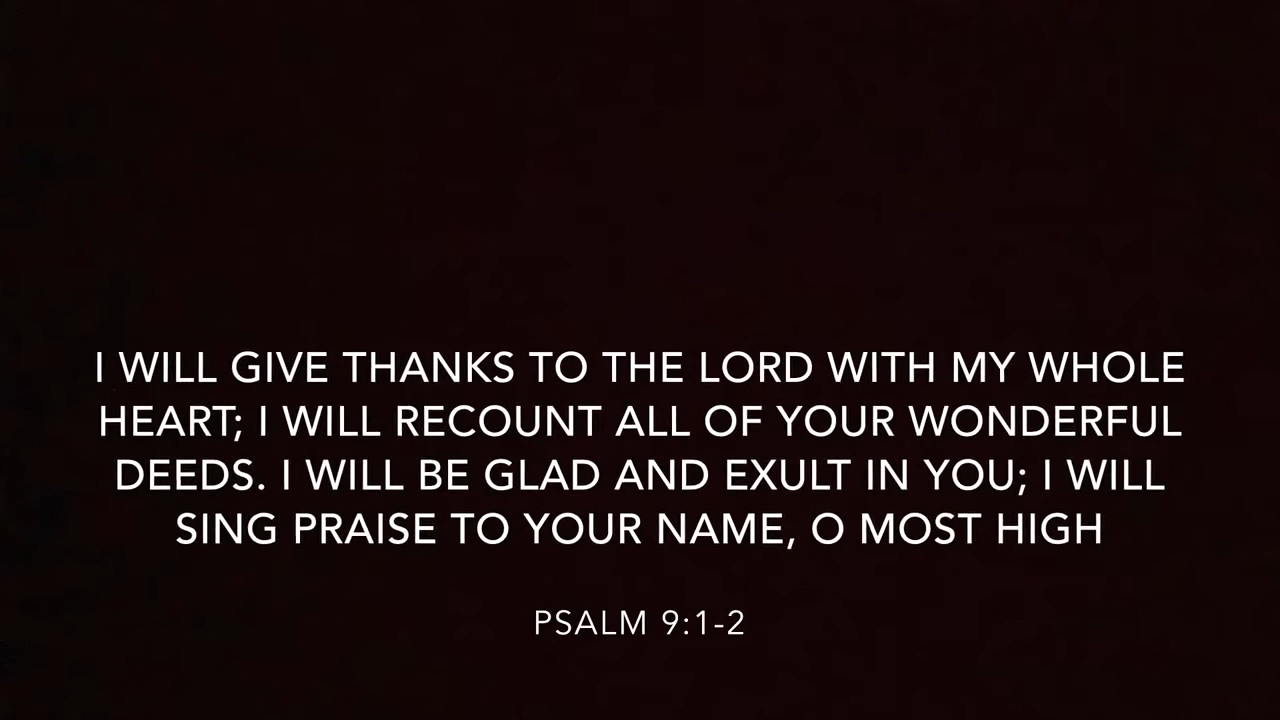 I WILL GIVE THANKS TO THE LORD WITH MY WHOLE
HEART; I WILL RECOUNT ALL OF YOUR WONDERFUL
DEEDS. I WILL BE GLAD AND EXULT IN YOU; I WILL
SING PRAISE TO YOUR NAME, O MOST HIGH
PSALM 9:1-2